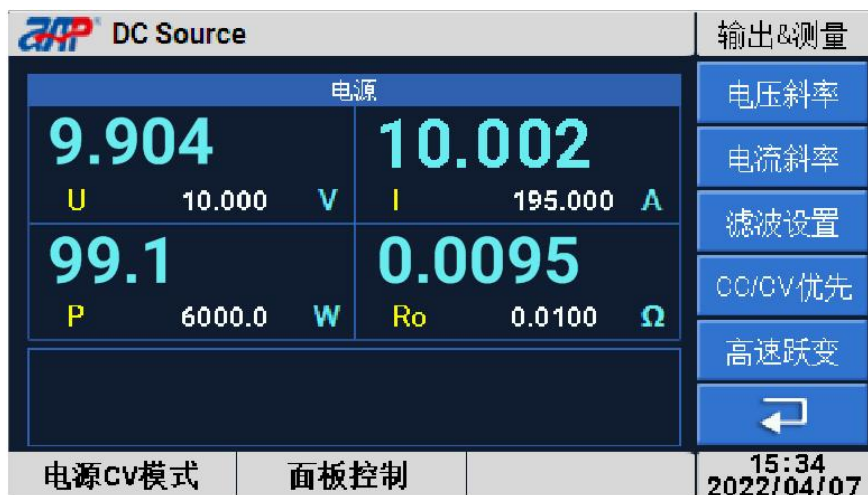 AAP DC Source
输出&测量
电源
9.904
U 10.000 V
10.002
I 195.000 A
99.1
P 6000.0 W
0.0095
Ro 0.0100 Ω
电压斜率
电流斜率
滤波设置
CC/CV优先
高速跃变
电源CV模式
面板控制
15:34
2022/04/07